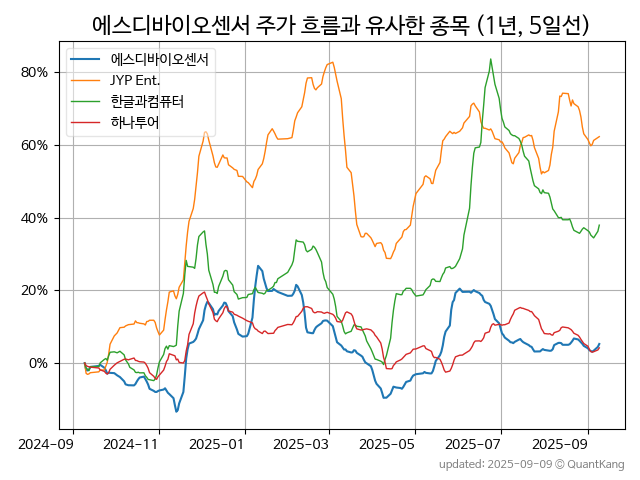 에스디바이오센서 주가 흐름과 유사한 종목 (1년, 5일선)
에스디바이오센서
JYP Ent.
한글과컴퓨터
하나투어
80%
60%
40%
20%
0%
2024-09
2024-11
2025-01
2025-03
2025-05
2025-07
2025-09
updated: 2025-09-09 © QuantKang